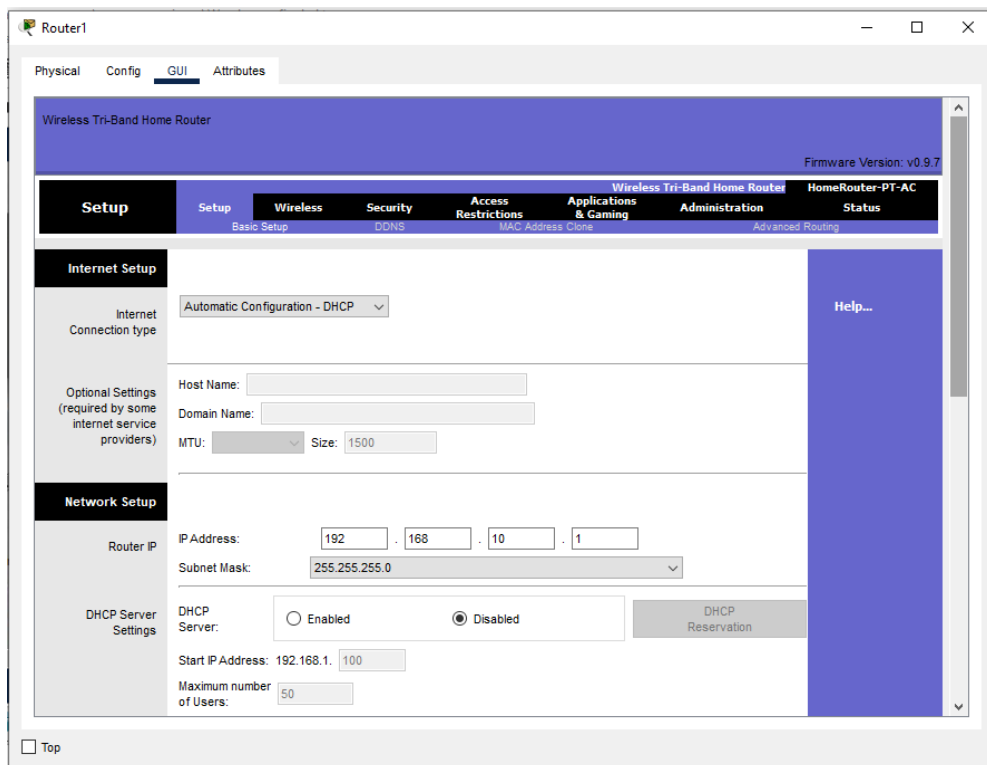 Router1
Physical Config GUI Attributes
Wireless Tri-Band Home Router
Firmware Version: v0.9.7
Wireless Tri-Band Home Router HomeRouter-PT-AC
Setup Setup Wireless Security Access Restrictions Applications & Gaming Administration Status
Basic Setup DDNS MAC Address Clone Advanced Routing
Internet Setup
Internet Connection type
Automatic Configuration - DHCP
Help...
Optional Settings
(required by some
internet service
providers)
Host Name:
Domain Name:
MTU: Size: 1500
Network Setup
Router IP
IP Address: 192 . 168 . 10 . 1
Subnet Mask: 255.255.255.0
DHCP Server
Settings
DHCP
Server:
Enabled Disabled
DHCP
Reservation
Start IP Address: 192.168.1. 100
Maximum number
of Users: 50
Top